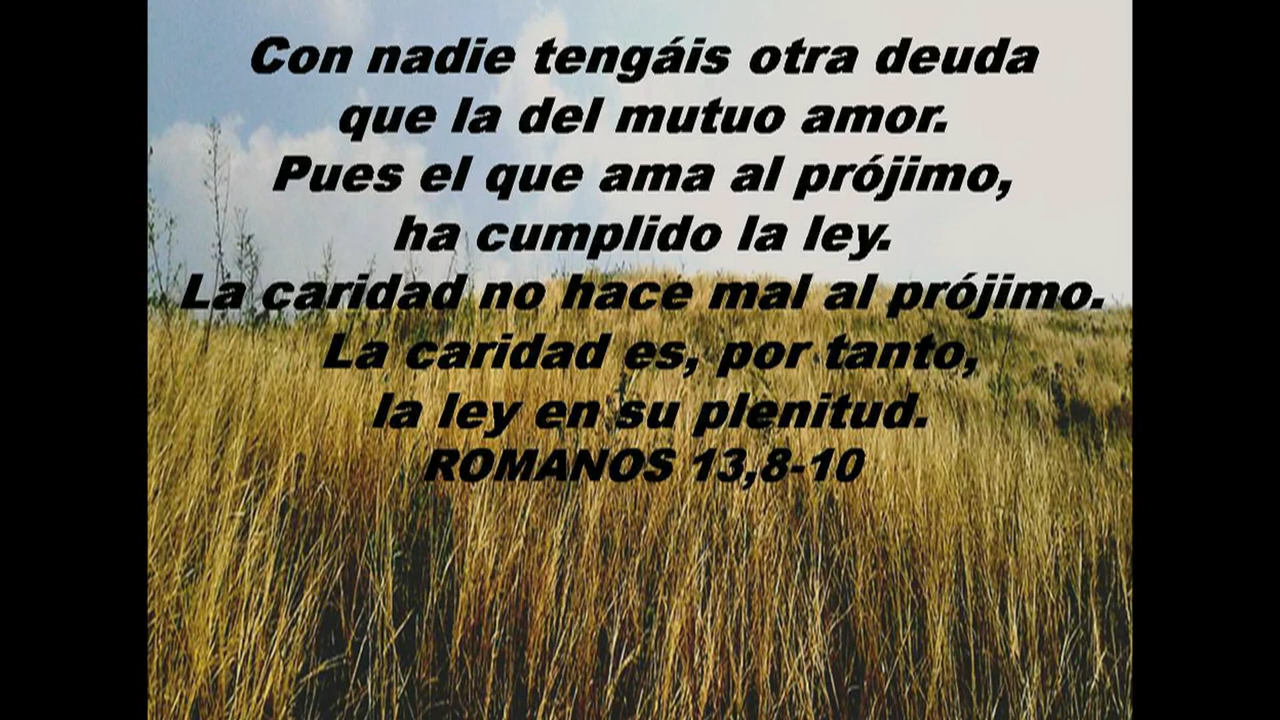 Con nadie tengáis otra deuda
que la del mutuo amor.
Pues el que ama al prójimo,
ha cumplido la ley.
La caridad no hace mal al prójimo.
La caridad es, por tanto,
la ley en su plenitud.
ROMANOS 13,8-10